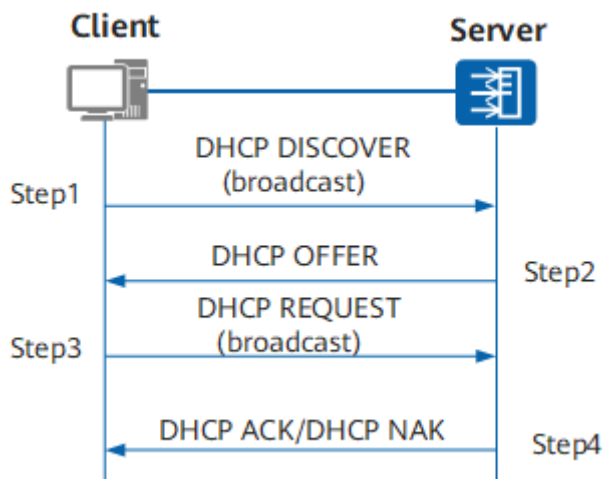 Client
Server
DHCP DISCOVER
(broadcast)
Step1
DHCP OFFER
Step2
DHCP REQUEST
(broadcast)
Step3
DHCP ACK/DHCP NAK
Step4